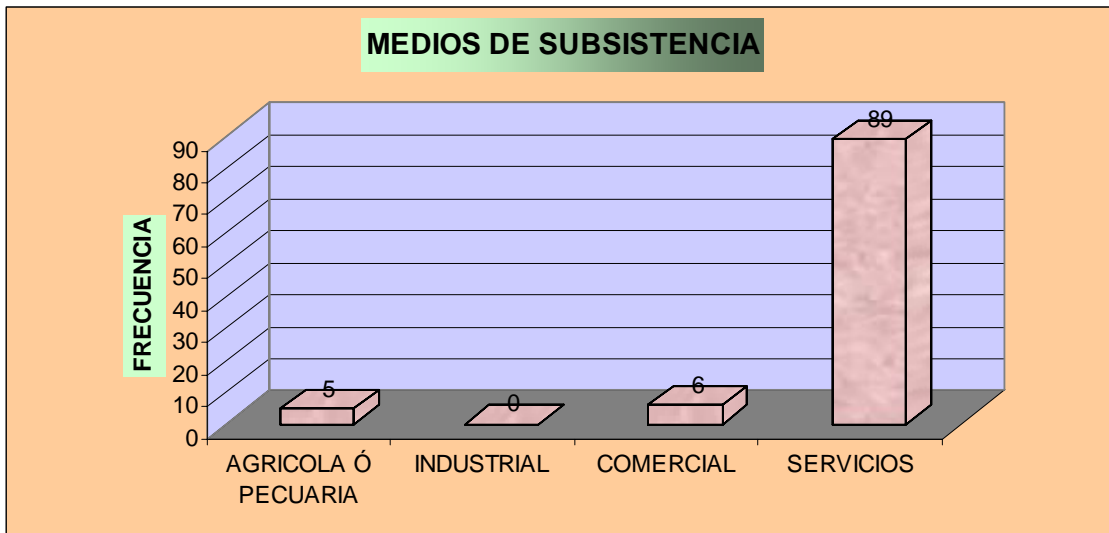 MEDIOS DE SUBSISTENCIA
FRECUENCIA
90
80
70
60
50
40
30
20
10
0
5
0
6
89
AGRICOLA Ó
PECUARIA
INDUSTRIAL
COMERCIAL
SERVICIOS